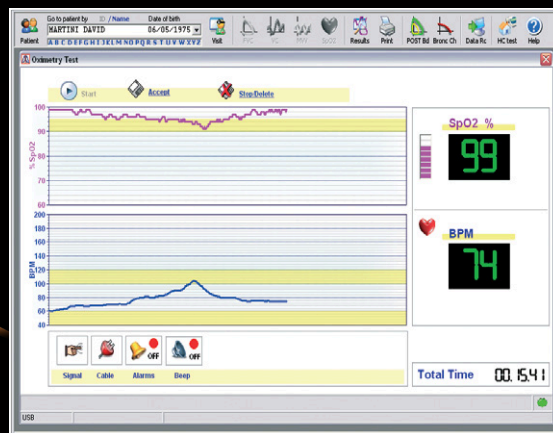 Go to patient by ID / Name Date of birth
MARTINI DAVID 06/05/1975
A B C D E F G H I J K L M N O P Q R S T U V W X Y Z
Patient Visit FVC VC MVV SpO2 Results Print POST Bd Bronc Ch Data Rc HC test Help
Oximetry Test
Start Accept Stop/Delete
100
90
80
70
60
%SpO2
SpO2 %
99
200
180
160
140
120
100
80
60
40
BPM
BPM
74
OFF OFF
Signal Cable Alarms Beep
Total Time 00.15.41
USB